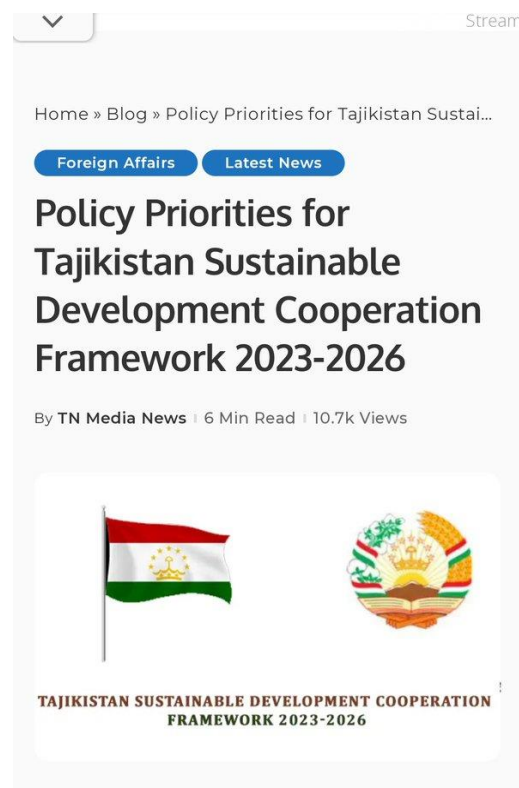 Stream
Home » Blog » Policy Priorities for Tajikistan Sustai...
Foreign Affairs Latest News
Policy Priorities for
Tajikistan Sustainable
Development Cooperation
Framework 2023-2026
By TN Media News 6 Min Read 10.7k Views
TAJIKISTAN SUSTAINABLE DEVELOPMENT COOPERATION
FRAMEWORK 2023-2026